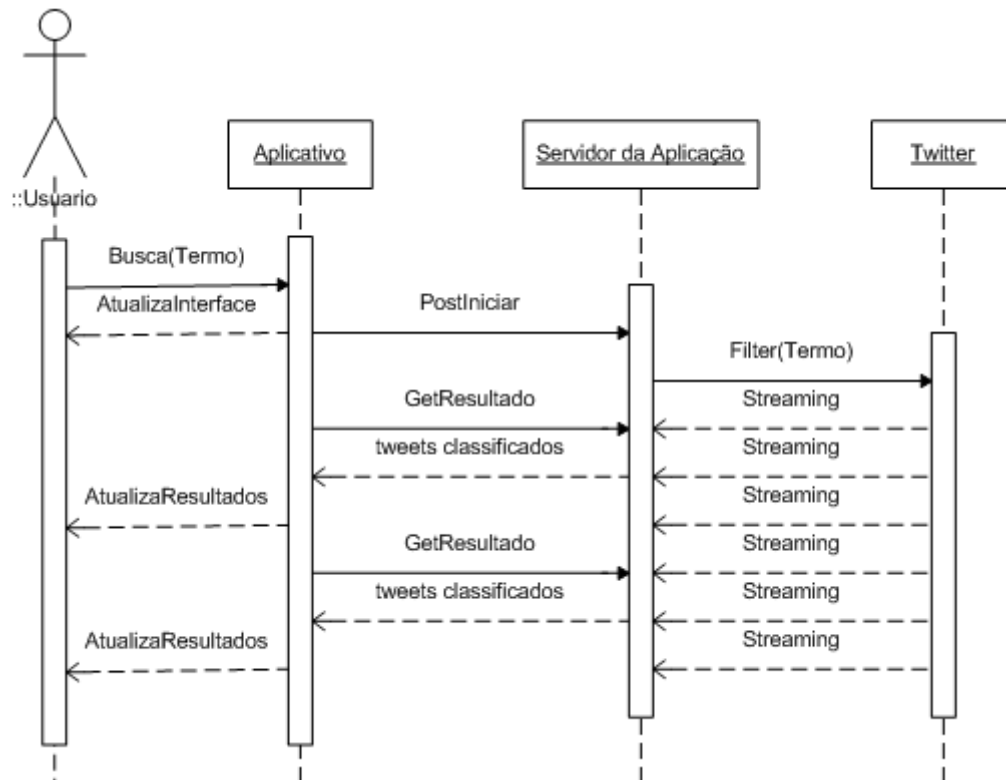 Aplicativo
Servidor da Aplicação
Twitter
::Usuario
Busca(Termo)
AtualizaInterface
PostIniciar
Filter(Termo)
GetResultado
Streaming
tweets classificados
Streaming
AtualizaResultados
Streaming
GetResultado
Streaming
tweets classificados
Streaming
AtualizaResultados
Streaming